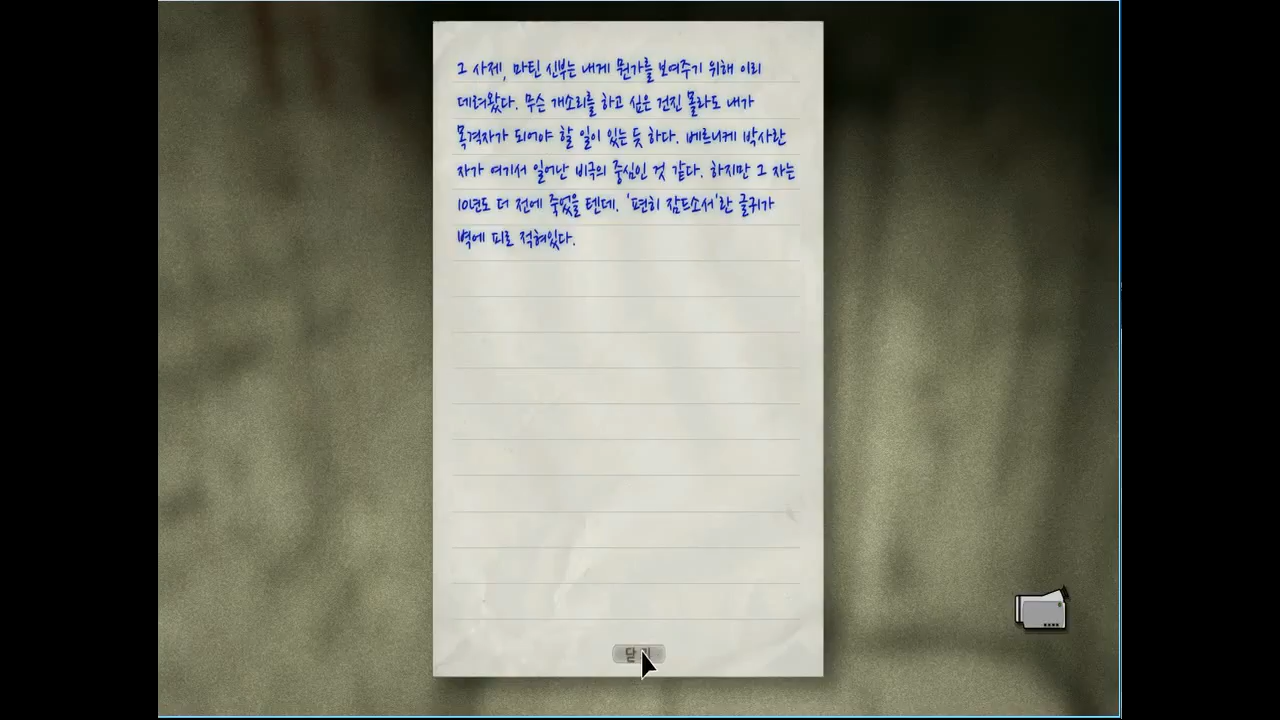 그 사제, 마틴 신부는 내게 뭔가를 보여주기 위해 이리
데려왔다. 무슨 개소리를 하고 싶은 건진 몰라도 내가
목격자가 되어야 할 일이 있는 듯 하다. 베르니케 박사란
자가 여기서 일어난 비극의 중심인 것 같다. 하지만 그 자는
10년도 더 전에 죽었을 텐데. '편히 잠드소서'란 글귀가
벽에 피로 적혀있다.